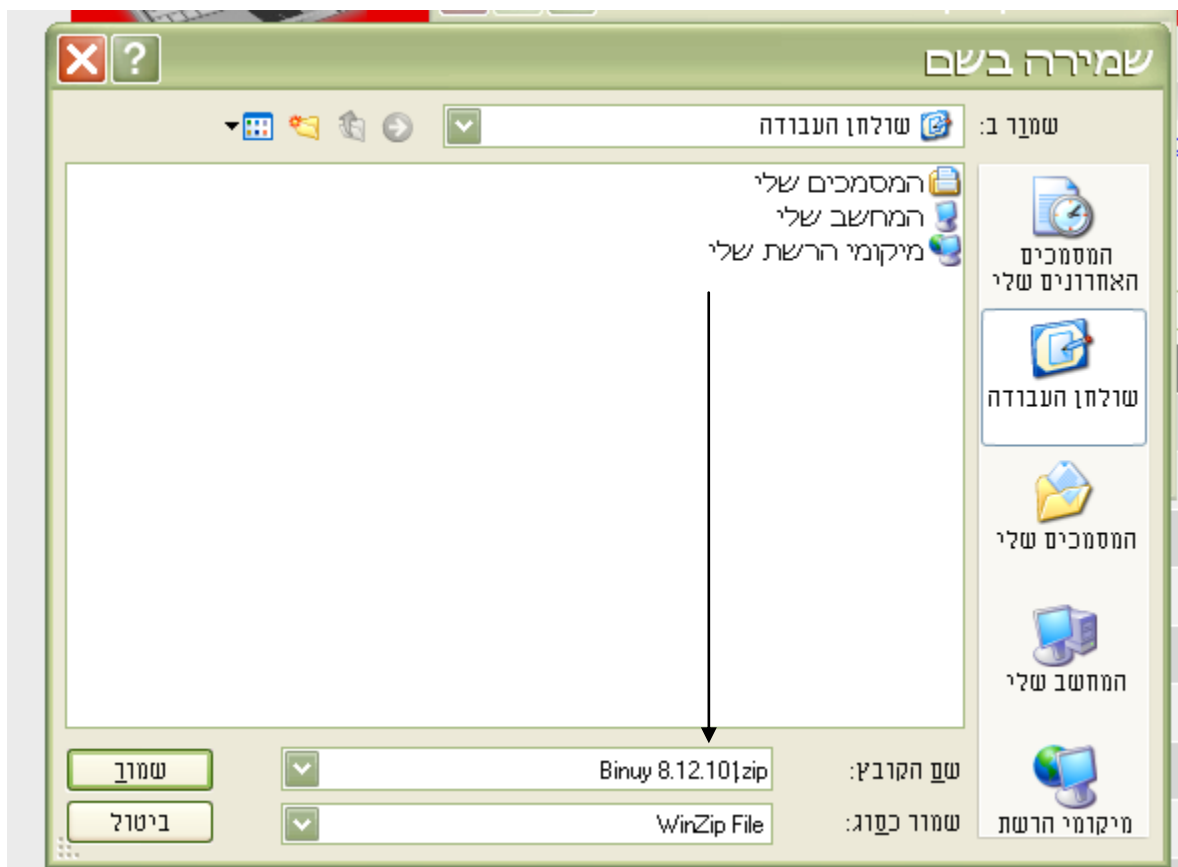 שמירה בשם
שמור ב: שולחן העבודה
המסמכים שלי
המחשב שלי
מיקומי הרשת שלי
המסמכים
האחרונים שלי
שולחן העבודה
המסמכים שלי
המחשב שלי
מיקומי הרשת
שם הקובץ: Binuy 8.12.10].zip שמור
שמור כסוג: WinZip File ביטול